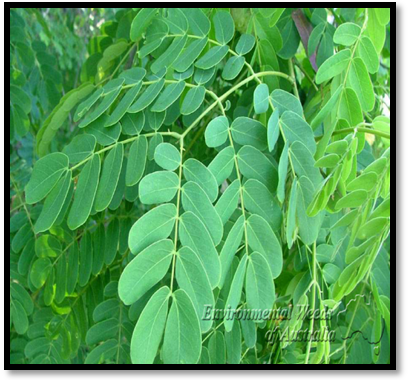 Environmental Weeds
of Australia